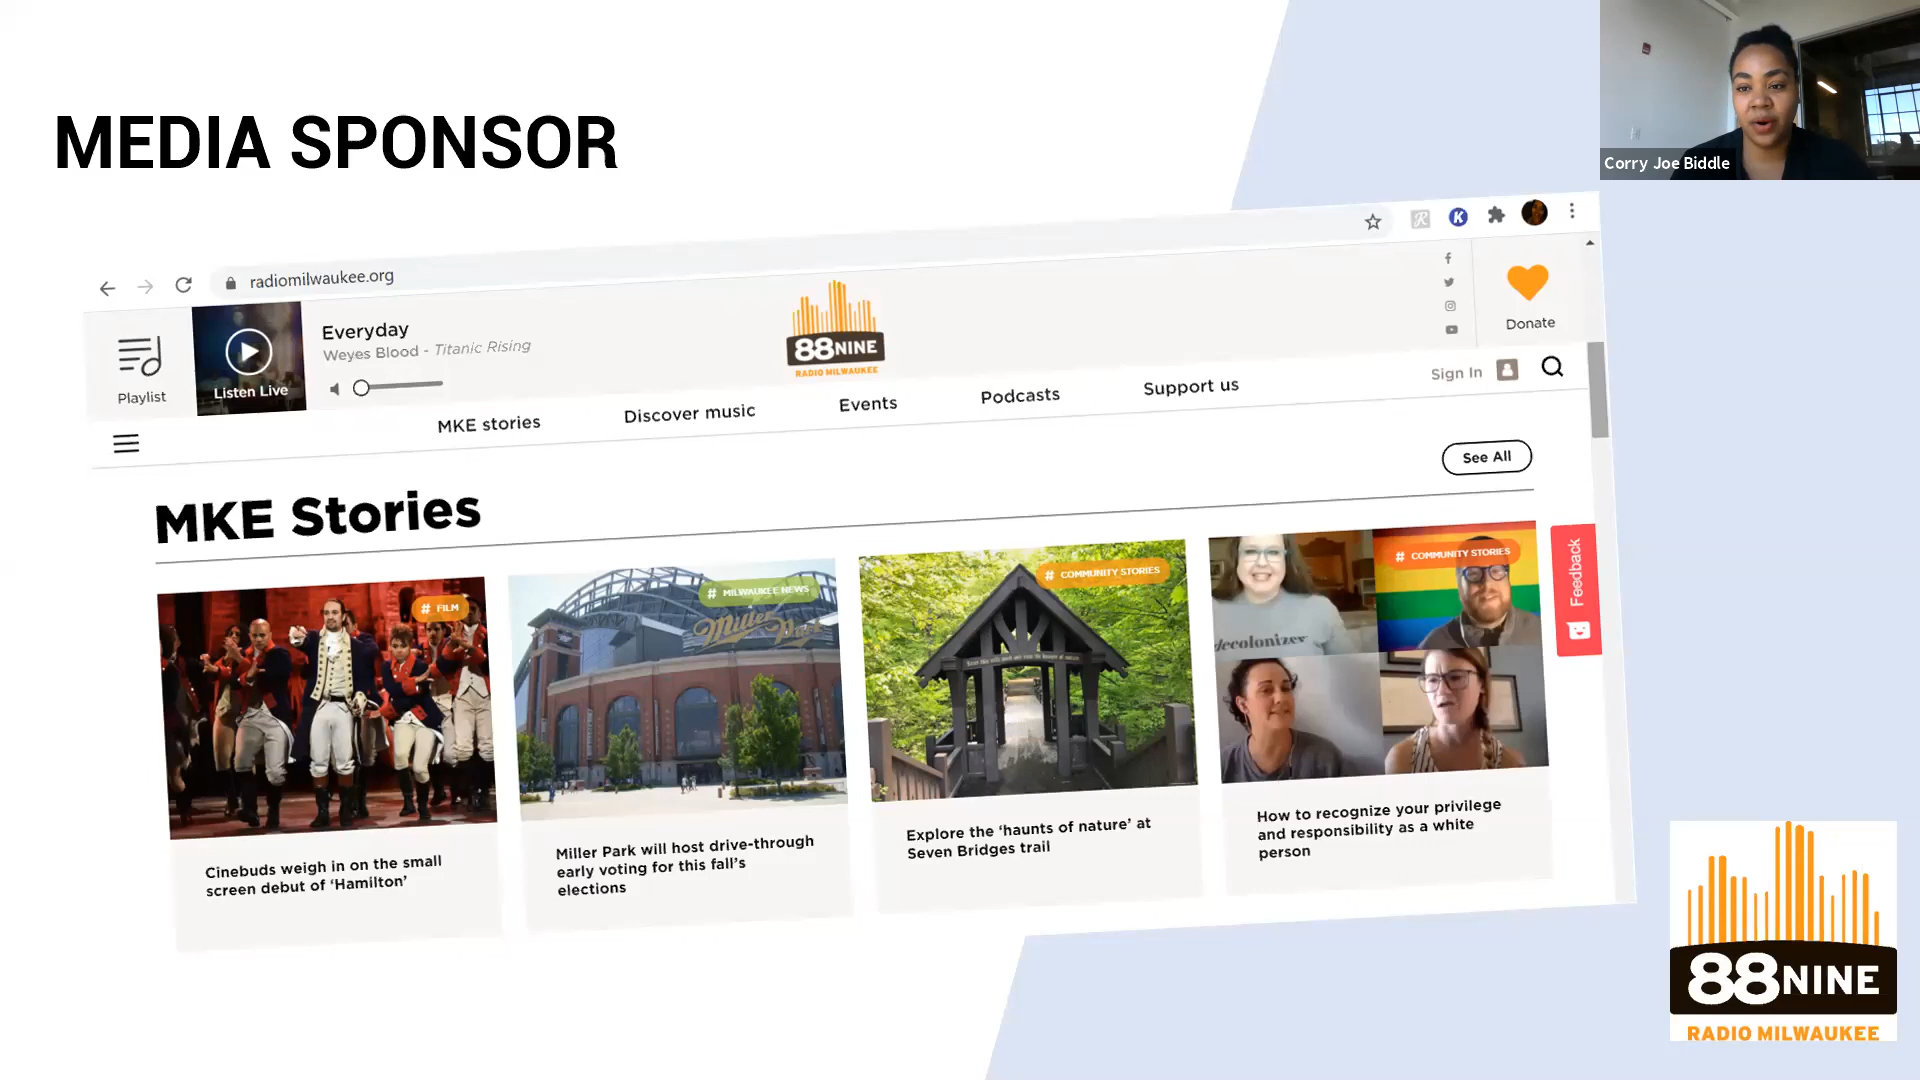 Corry Joe Biddle
MEDIA SPONSOR
radiomilwaukee.org
Playlist
Listen Live
Everyday
Weyes Blood - Titanic Rising
88NINE
RADIO MILWAUKEE
Donate
Sign In
MKE stories
Discover music
Events
Podcasts
Support us
See All
MKE Stories
Feedback
# FILM
# MILWAUKEE NEWS
Miller Park
# COMMUNITY STORIES
# COMMUNITY STORIES
decolonizer
Cinebuds weigh in on the small
screen debut of ‘Hamilton’
Miller Park will host drive-through
early voting for this fall’s
elections
Explore the ‘haunts of nature’ at
Seven Bridges trail
How to recognize your privilege
and responsibility as a white
person
88NINE
RADIO MILWAUKEE